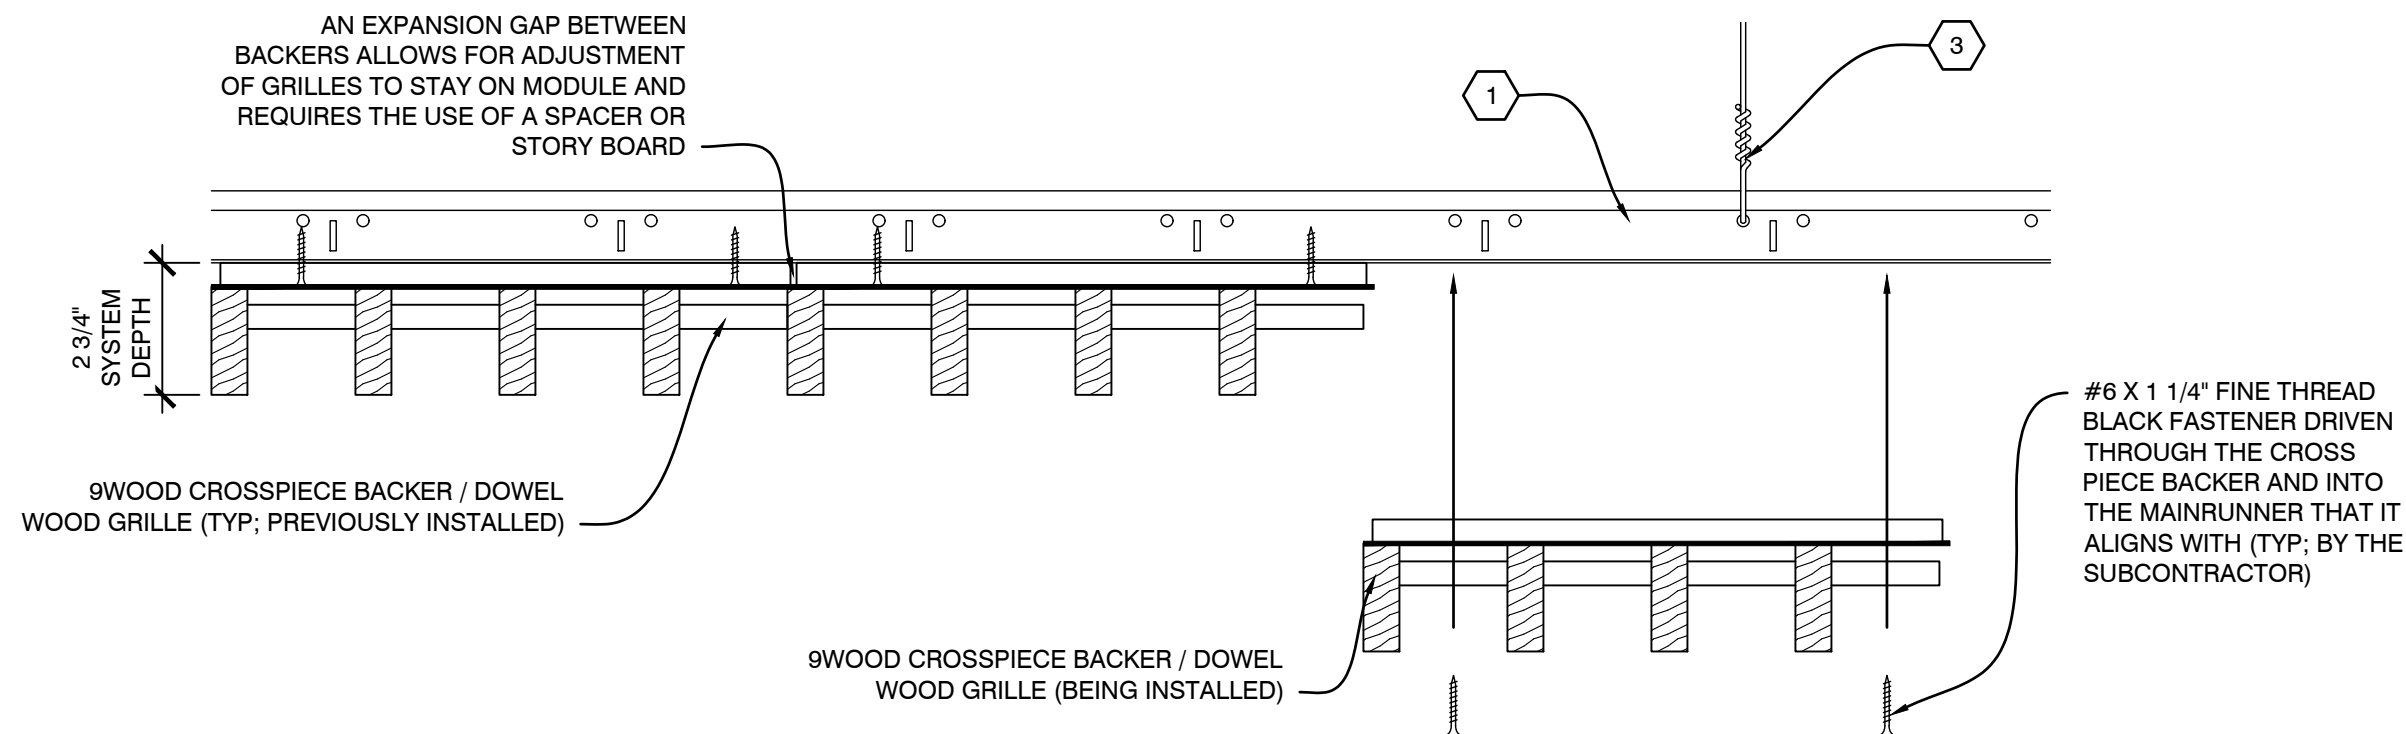 AN EXPANSION GAP BETWEEN
BACKERS ALLOWS FOR ADJUSTMENT
OF GRILLES TO STAY ON MODULE AND
REQUIRES THE USE OF A SPACER OR
STORY BOARD
1
3
2 3/4"
SYSTEM
DEPTH
9WOOD CROSSPIECE BACKER / DOWEL
WOOD GRILLE (TYP; PREVIOUSLY INSTALLED)
9WOOD CROSSPIECE BACKER / DOWEL
WOOD GRILLE (BEING INSTALLED)
#6 X 1 1/4" FINE THREAD
BLACK FASTENER DRIVEN
THROUGH THE CROSS
PIECE BACKER AND INTO
THE MAINRUNNER THAT IT
ALIGNS WITH (TYP; BY THE
SUBCONTRACTOR)